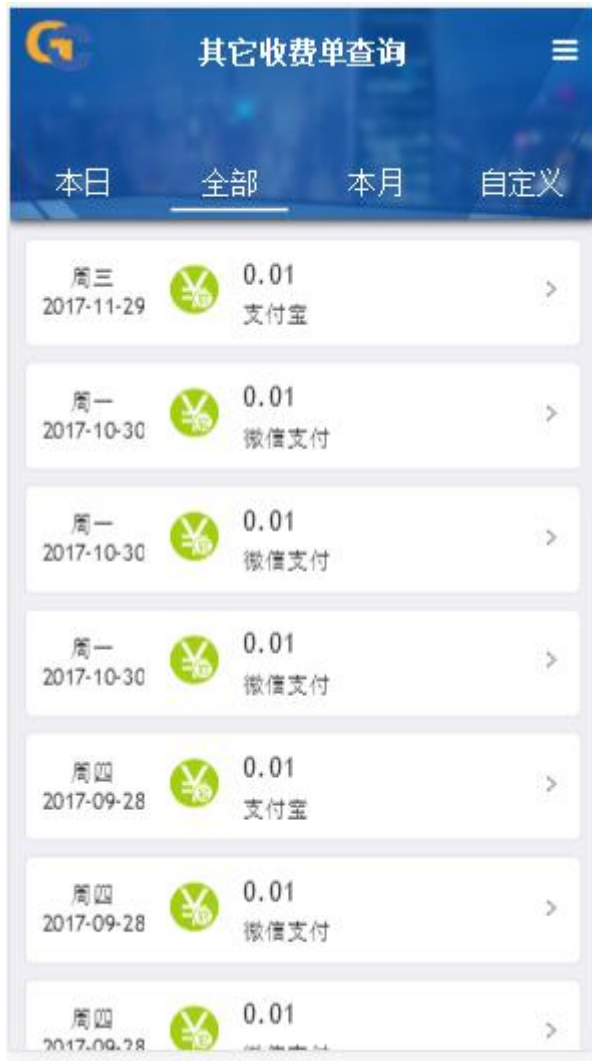 其它收费单查询
本日 全部 本月 自定义
周三
2017-11-29
0.01
支付宝
周一
2017-10-30
0.01
微信支付
周一
2017-10-30
0.01
微信支付
周一
2017-10-30
0.01
微信支付
周四
2017-09-28
0.01
支付宝
周四
2017-09-28
0.01
微信支付
周四
2017-09-28
0.01